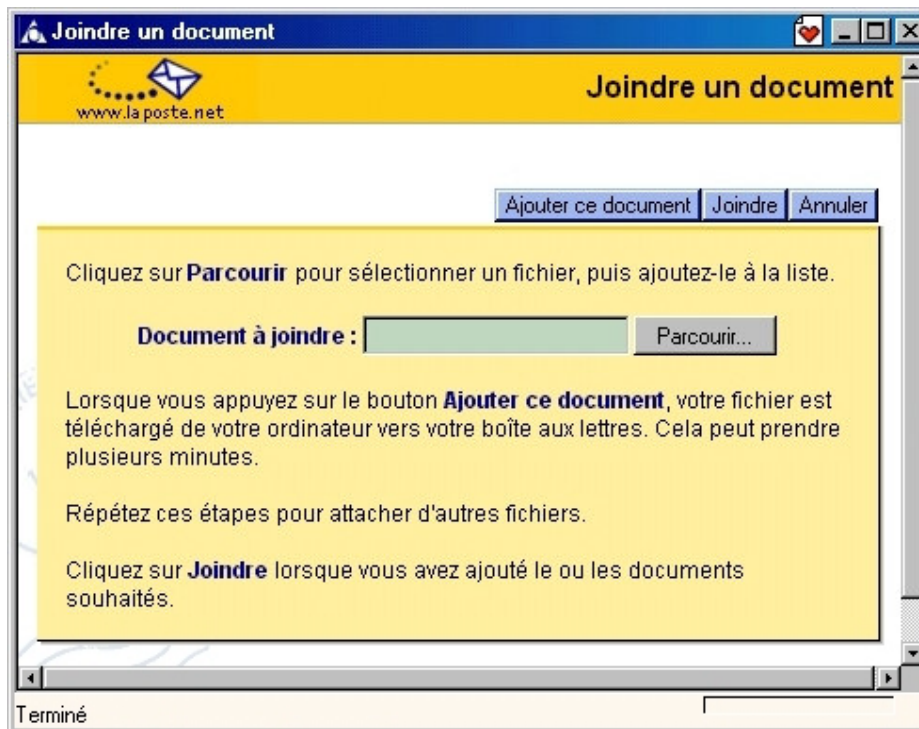 Joindre un document
www.laposte.net
Joindre un document
Ajouter ce document Joindre Annuler
Cliquez sur Parcourir pour sélectionner un fichier, puis ajoutez-le à la liste.
Document à joindre : Parcourir...
Lorsque vous appuyez sur le bouton Ajouter ce document, votre fichier est
téléchargé de votre ordinateur vers votre boîte aux lettres. Cela peut prendre
plusieurs minutes.
Répétez ces étapes pour attacher d'autres fichiers.
Cliquez sur Joindre lorsque vous avez ajouté le ou les documents
souhaités.
Terminé